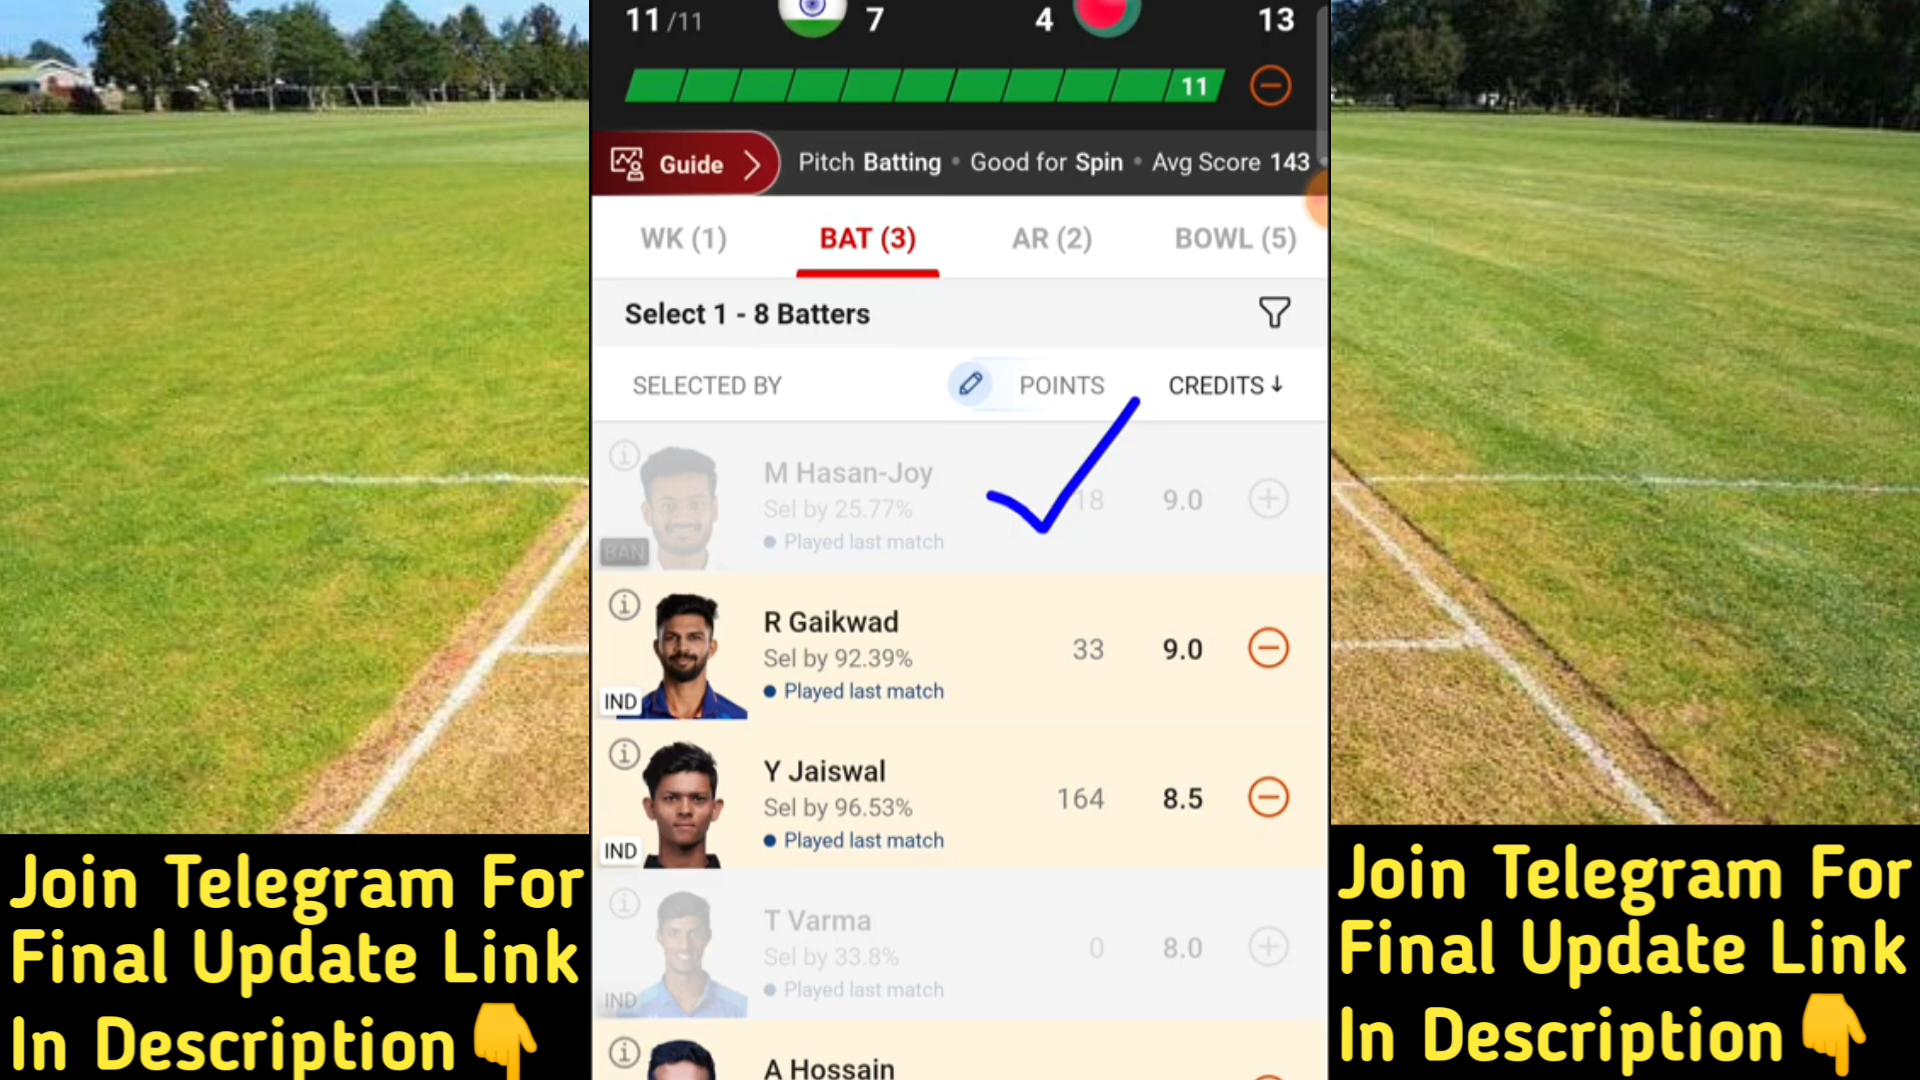 11/11 7 4 13
11
Guide Pitch Batting • Good for Spin • Avg Score 143
WK (1) BAT (3) AR (2) BOWL (5)
Select 1 - 8 Batters
SELECTED BY POINTS CREDITS ↓
M Hasan-Joy
Sel by 25.77% 18 9.0
Played last match
BAN
R Gaikwad
Sel by 92.39% 33 9.0
Played last match
IND
Y Jaiswal
Sel by 96.53% 164 8.5
Played last match
IND
T Varma
Sel by 33.8% 0 8.0
Played last match
IND
A Hossain
Join Telegram For
Final Update Link
In Description👇
Join Telegram For
Final Update Link
In Description👇